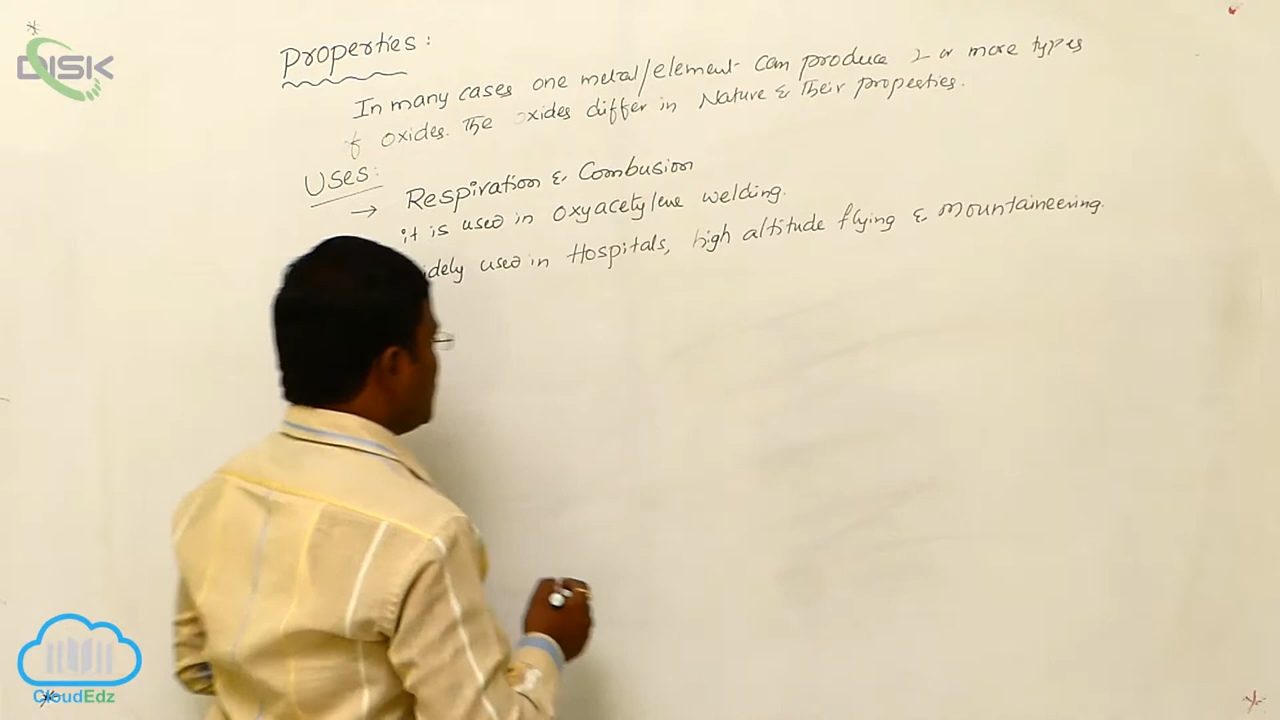 DISK
Properties:
In many cases one metal/element can produce 2 or more types
of oxides. The oxides differ in Nature & Their properties.
Uses:
→ Respiration & Combusion
it is used in oxyacetylene welding.
used in Hospitals, high altitude flying & mountaineering.
CloudEdz